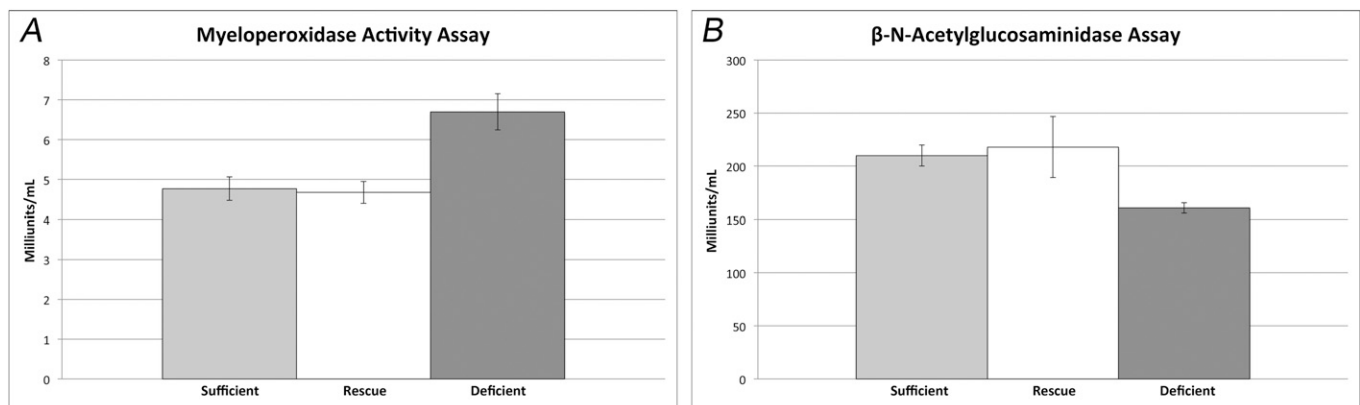 A
Myeloperoxidase Activity Assay
8
7
6
5
4
3
2
1
0
Milliunits/mL
Sufficient Rescue Deficient
B
β-N-Acetylglucosaminidase Assay
300
250
200
150
100
50
0
Milliunits/mL
Sufficient Rescue Deficient